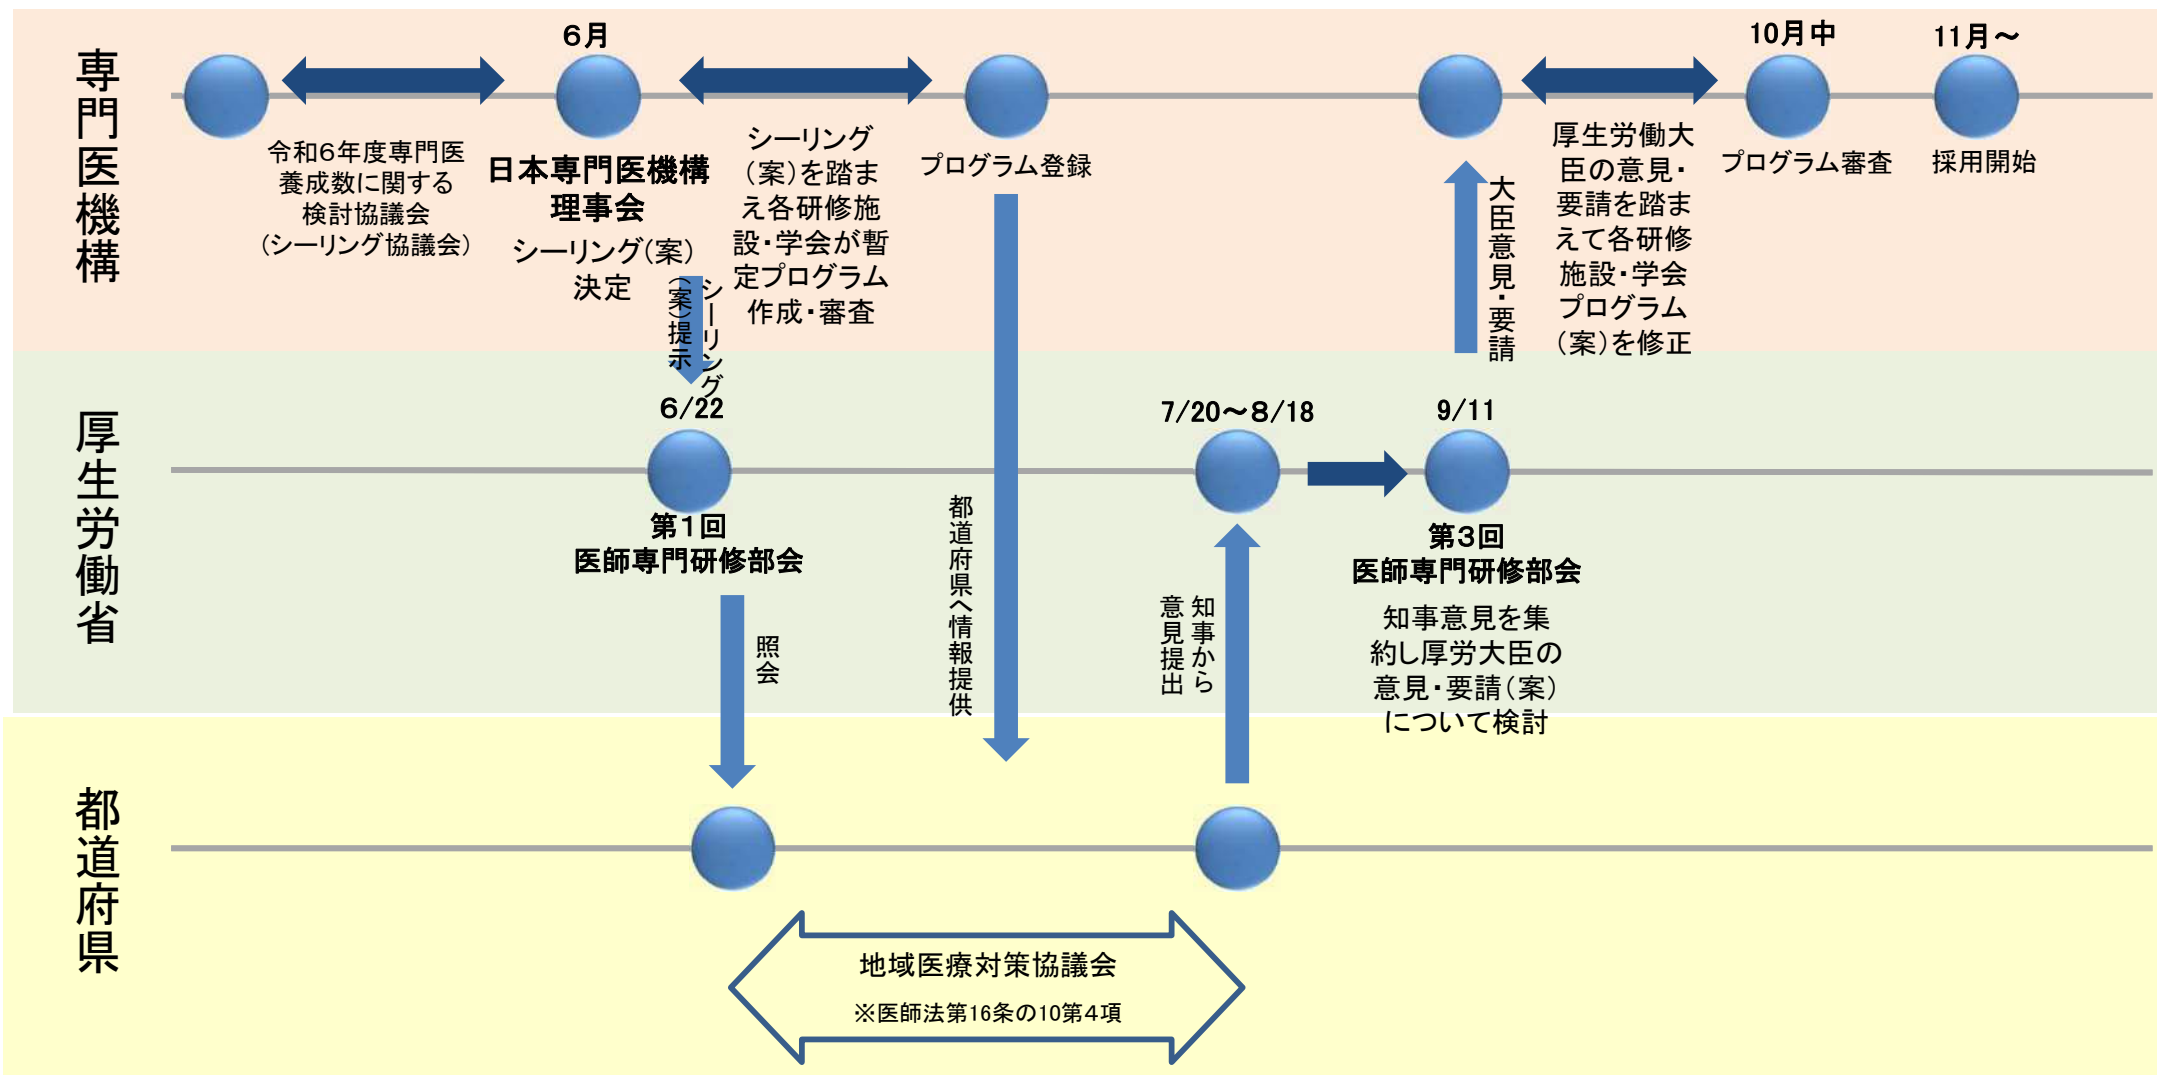 専門医機構
6月
10月中
11月～
令和6年度専門医
養成数に関する
検討協議会
（シーリング協議会）
日本専門医機構
理事会
シーリング（案）
決定
シーリング
（案）提示
シーリング
（案）を踏ま
え各研修施
設・学会が暫
定プログラム
作成・審査
プログラム登録
大臣意見・要請
厚生労働大
臣の意見・
要請を踏ま
えて各研修
施設・学会
プログラム
（案）を修正
プログラム審査
採用開始
厚生労働省
6/22
第1回
医師専門研修部会
照会
都道府県へ情報提供
7/20～8/18
知事から
意見提出
9/11
第3回
医師専門研修部会
知事意見を集
約し厚労大臣の
意見・要請（案）
について検討
都道府県
地域医療対策協議会
※医師法第16条の10第4項